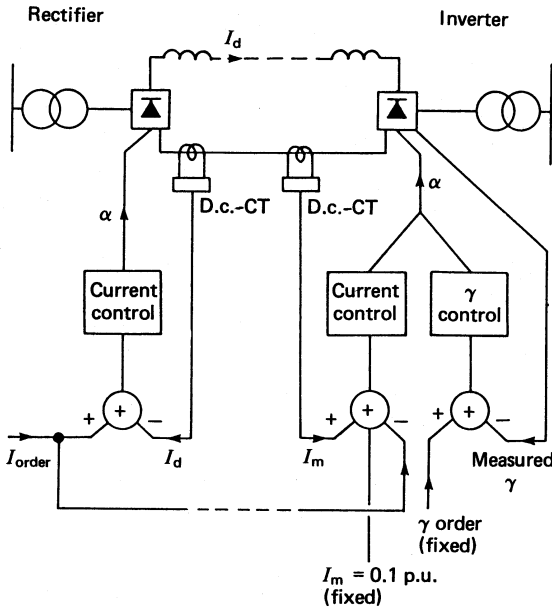 Rectifier
Inverter
I_d
D.c.-CT
D.c.-CT
α
α
Current
control
Current
control
γ
control
+
+
−
+
+
−
+
+
−
I_order
I_d
I_m
Measured
γ
γ order
(fixed)
I_m = 0.1 p.u.
(fixed)